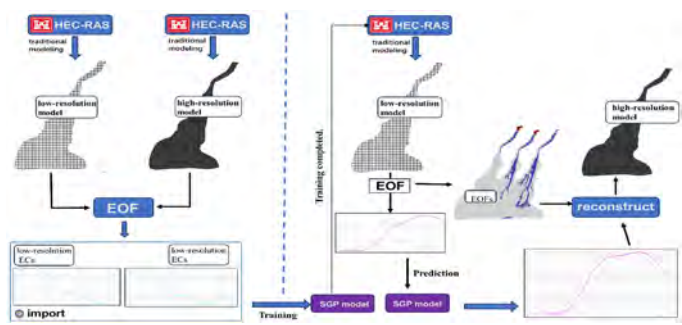 HEC-RAS
traditional
modeling
low-resolution
model
HEC-RAS
traditional
modeling
high-resolution
model
EOF
low-resolution
ECs
low-resolution
ECs
import
Training
Training completed.
HEC-RAS
traditional
modeling
low-resolution
model
EOF
EOFs
Prediction
SGP model
SGP model
high-resolution
model
reconstruct